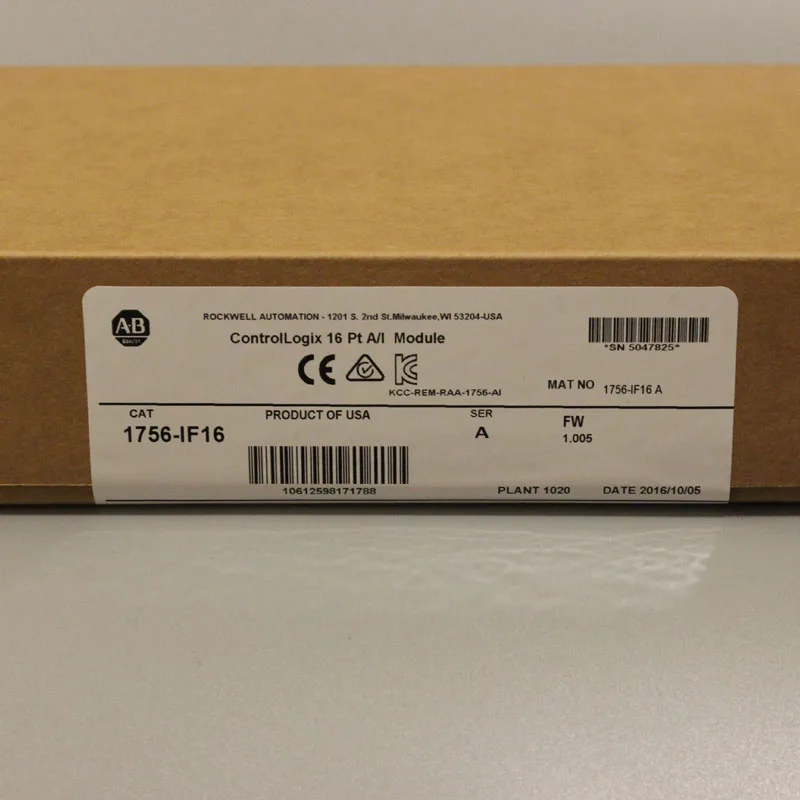 A-B
QUALITY
ROCKWELL AUTOMATION - 1201 S. 2nd St.Milwaukee,WI 53204-USA
ControlLogix 16 Pt A/I Module
*SN 5047825*
CE
KCC-REM-RAA-1756-AI
MAT NO 1756-IF16 A
CAT
1756-IF16
PRODUCT OF USA
10612598171788
SER
A
FW
1.005
PLANT 1020
DATE 2016/10/05